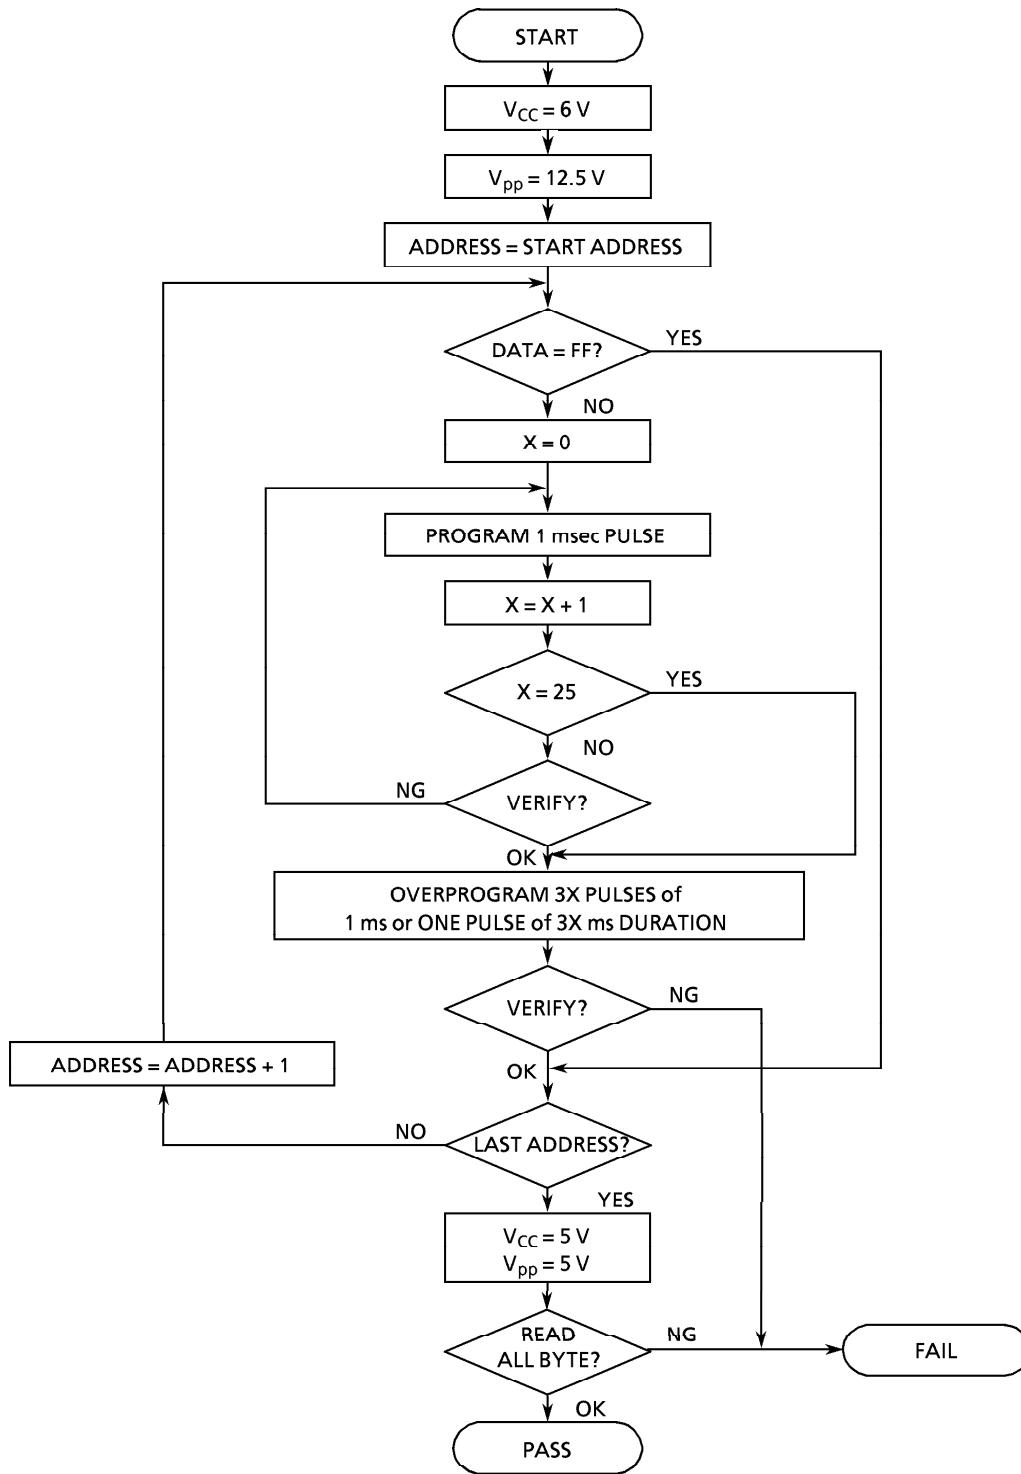 START
VCC = 6 V
Vpp = 12.5 V
ADDRESS = START ADDRESS
DATA = FF?
YES
NO
X = 0
PROGRAM 1 msec PULSE
X = X + 1
X = 25
YES
NO
VERIFY?
NG
OK
OVERPROGRAM 3X PULSES of
1 ms or ONE PULSE of 3X ms DURATION
VERIFY?
NG
OK
ADDRESS = ADDRESS + 1
LAST ADDRESS?
NO
YES
VCC = 5 V
Vpp = 5 V
READ
ALL BYTE?
NG
FAIL
OK
PASS